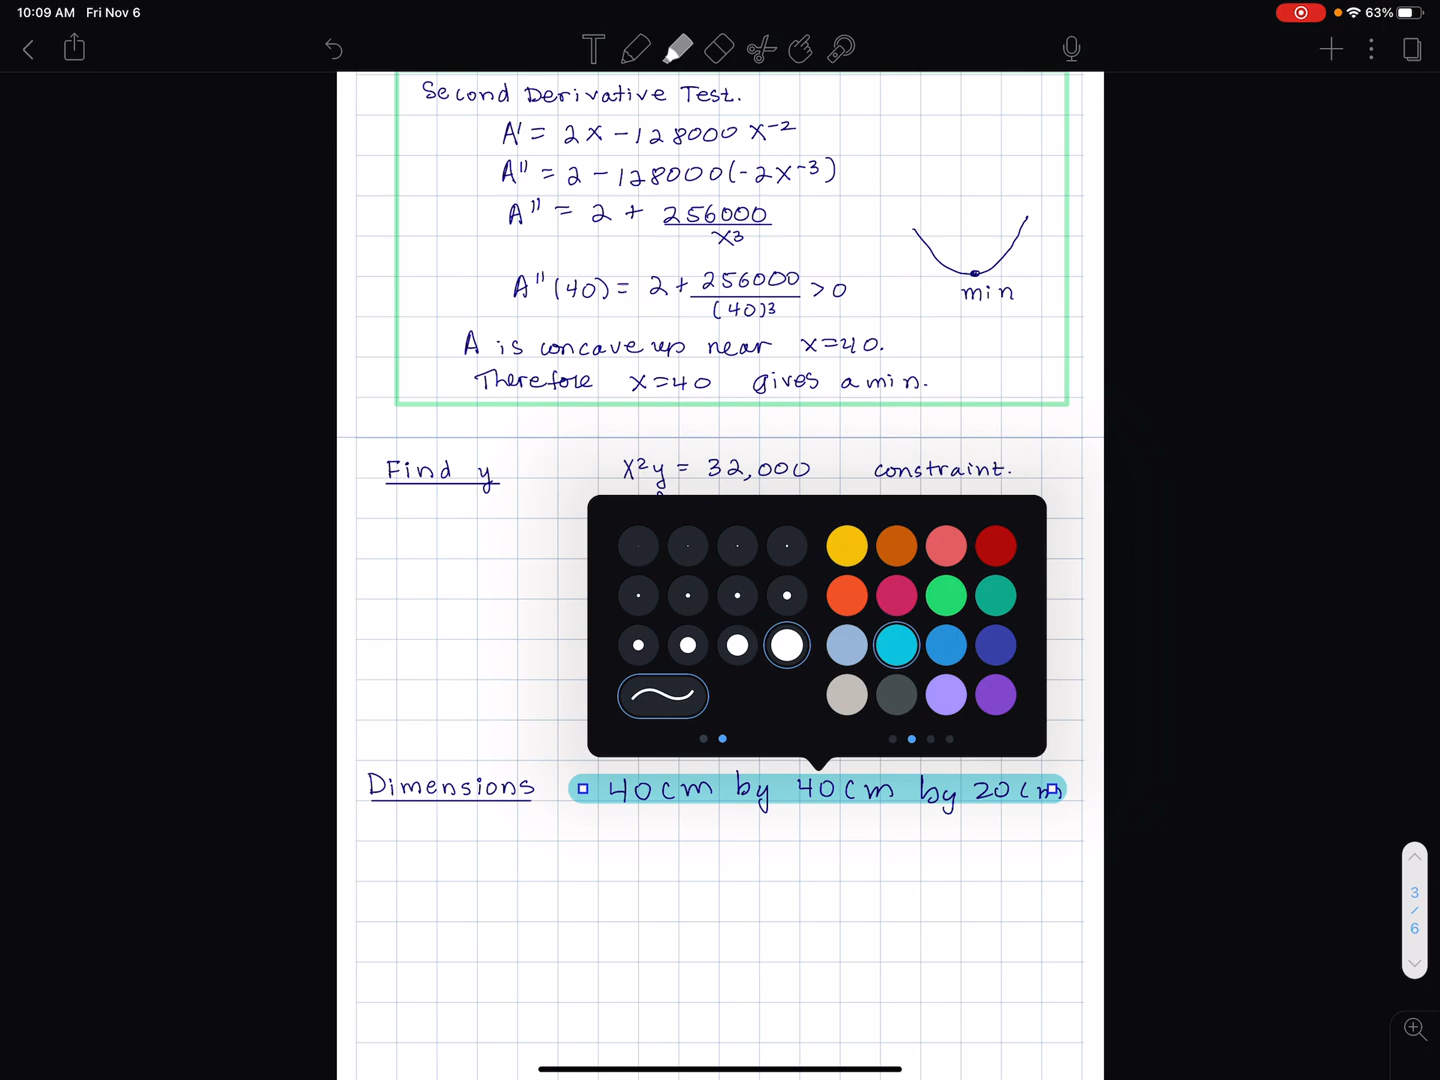 10:09 AM Fri Nov 6 63%
Second Derivative Test.
A' = 2x - 128000 x⁻²
A'' = 2 - 128000(-2x⁻³)
A'' = 2 + 256000/x³
A''(40) = 2 + 256000/(40)³ > 0
min
A is concave up near x=40.
Therefore x=40 gives a min.
Find y x²y = 32,000 constraint.
Dimensions 40cm by 40cm by 20cm
3
/
6